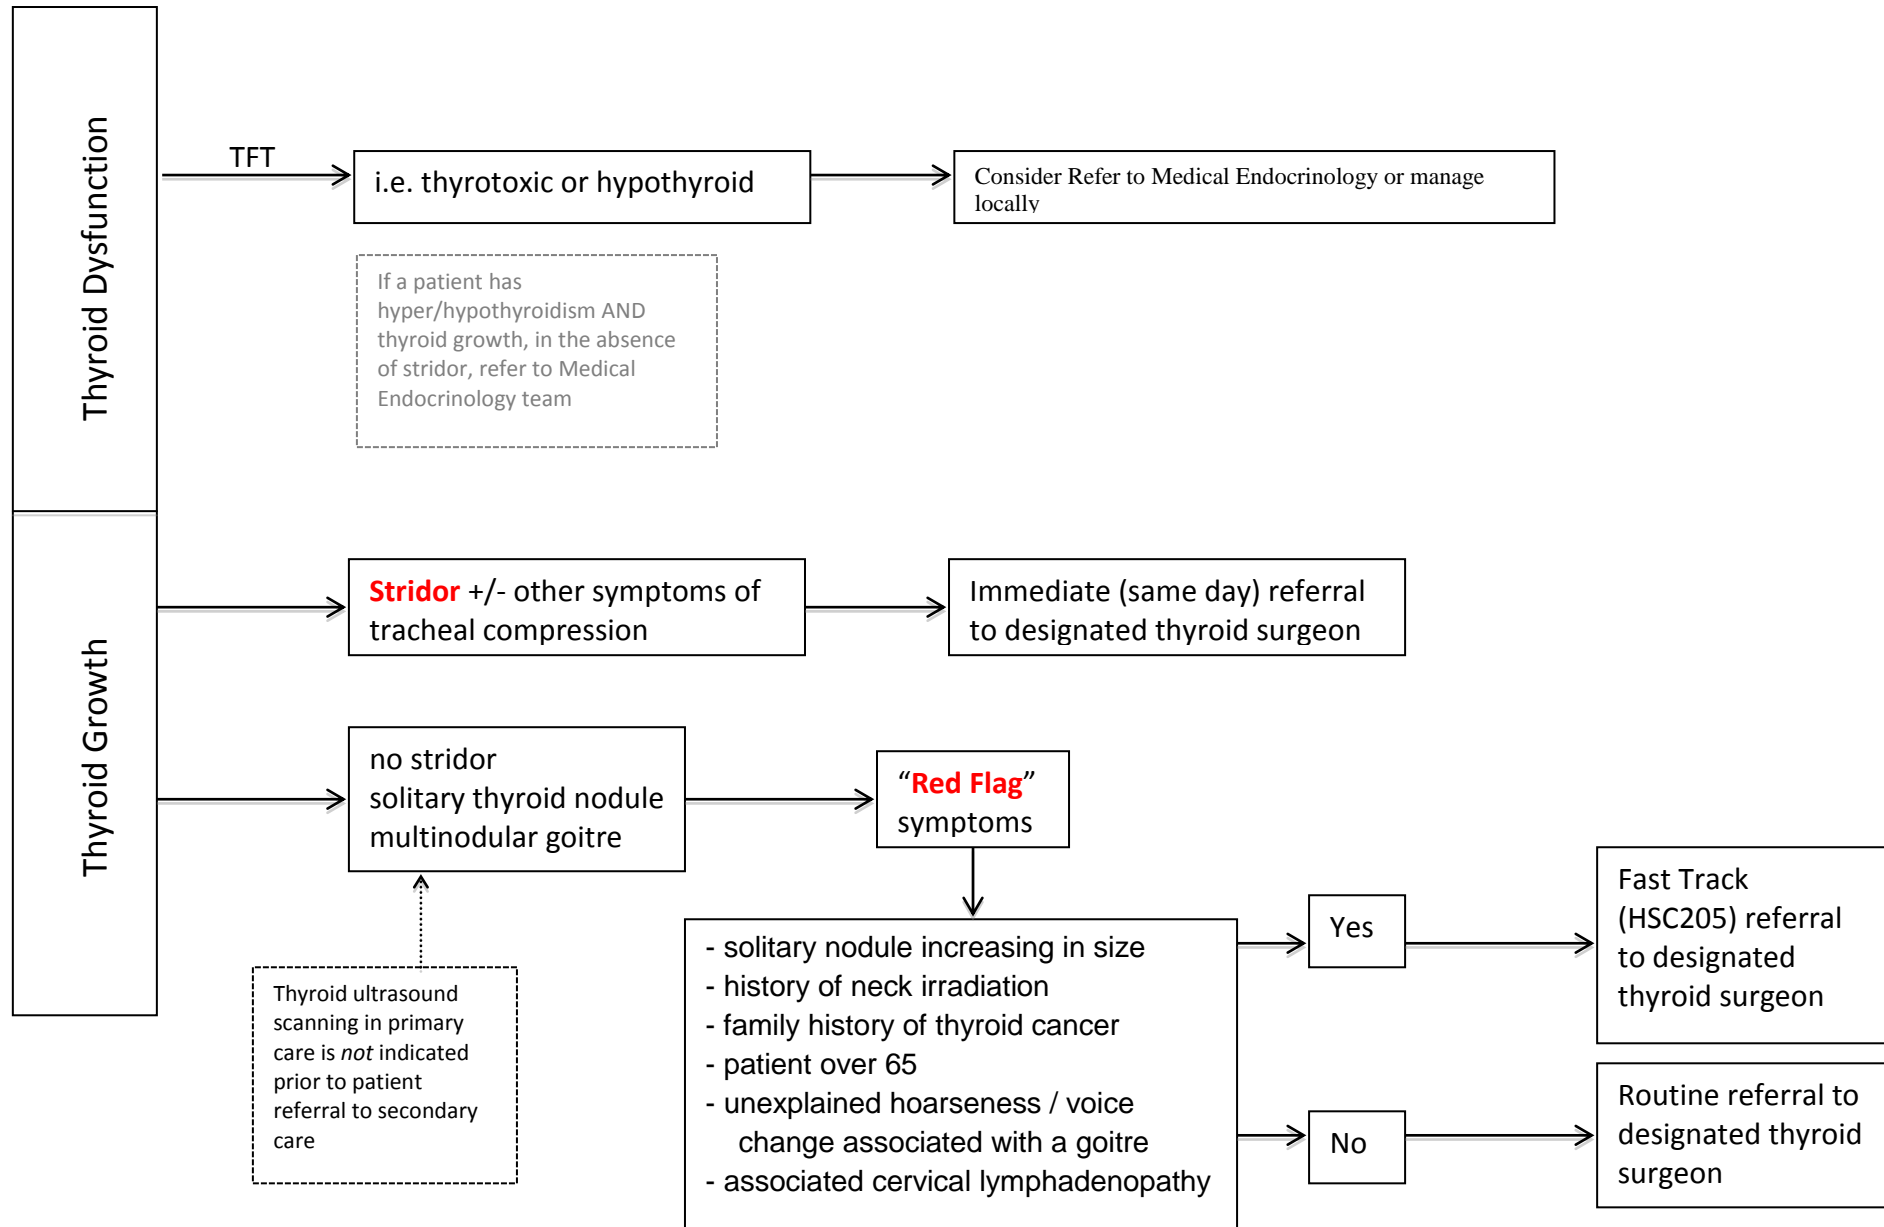 Thyroid Dysfunction
TFT
i.e. thyrotoxic or hypothyroid
Consider Refer to Medical Endocrinology or manage
locally
If a patient has
hyper/hypothyroidism AND
thyroid growth, in the absence
of stridor, refer to Medical
Endocrinology team
Thyroid Growth
Stridor +/- other symptoms of
tracheal compression
Immediate (same day) referral
to designated thyroid surgeon
no stridor
solitary thyroid nodule
multinodular goitre
“Red Flag”
symptoms
Thyroid ultrasound
scanning in primary
care is not indicated
prior to patient
referral to secondary
care
- solitary nodule increasing in size
- history of neck irradiation
- family history of thyroid cancer
- patient over 65
- unexplained hoarseness / voice
change associated with a goitre
- associated cervical lymphadenopathy
Yes
Fast Track
(HSC205) referral
to designated
thyroid surgeon
No
Routine referral to
designated thyroid
surgeon